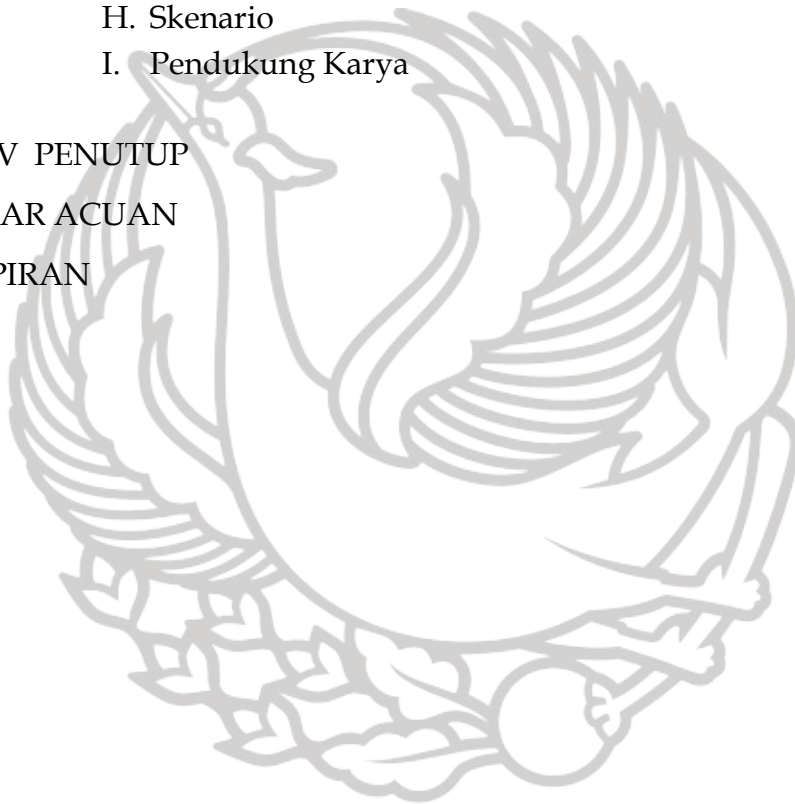 H. Skenario
I. Pendukung Karya
V PENUTUP
AR ACUAN
PIRAN